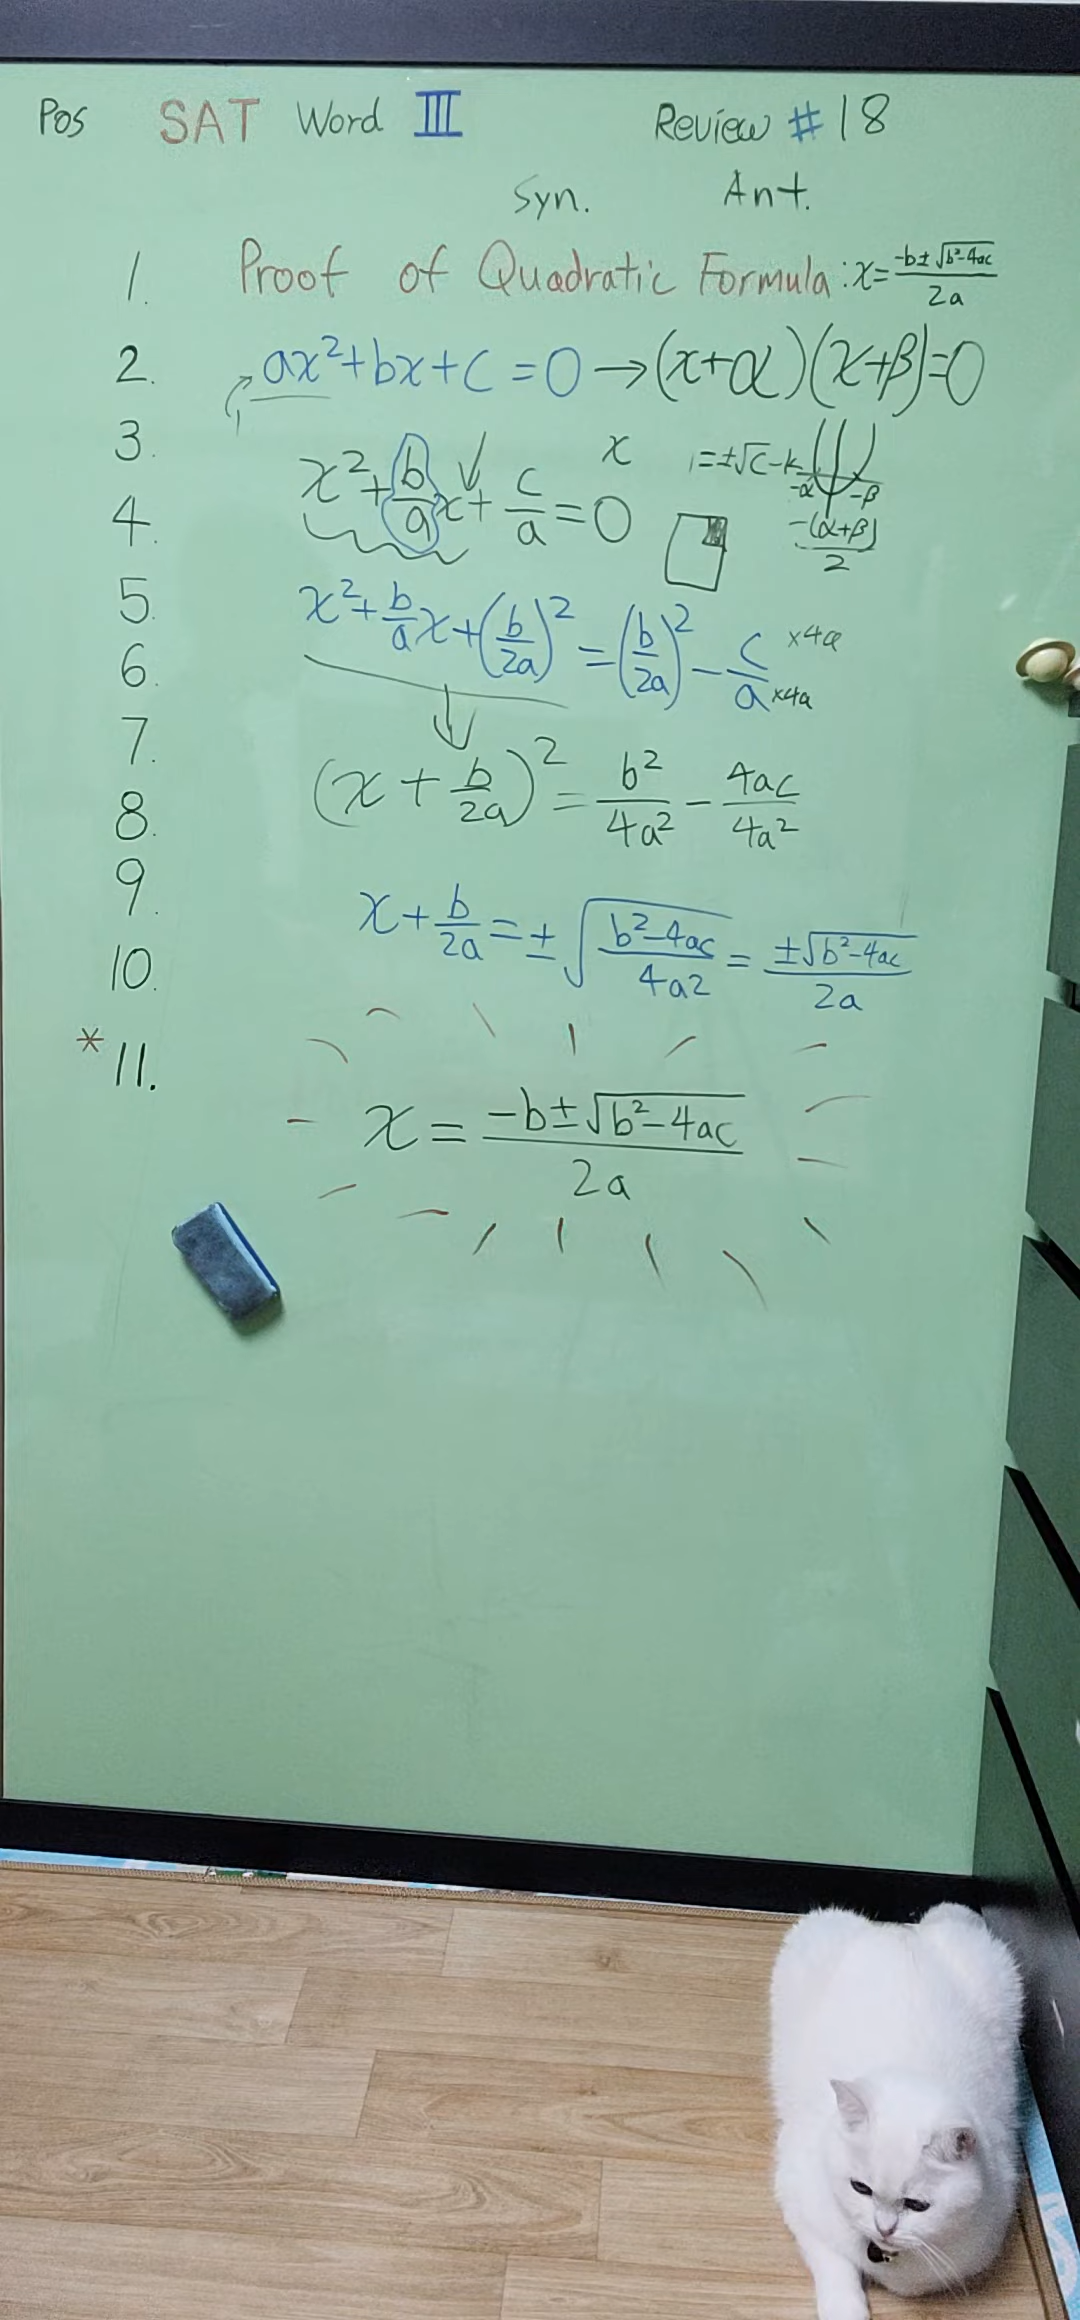 Pos SAT Word III Review #18
Syn. Ant.
1. Proof of Quadratic Formula: x=(-b±√(b²-4ac))/2a
2. ax²+bx+c=0→(x+α)(x+β)=0
3.
x²+(b/a)x+c/a=0 x =±√c-k -α -β
4. -(α+β)/2
5. x²+(b/a)x+(b/2a)²=(b/2a)²-c/a ×4a ×4a
6.
7.
(x+b/2a)²=b²/4a²-4ac/4a²
8.
9. x+b/2a=±√((b²-4ac)/4a2)=±√(b²-4ac)/2a
10.
*11.
x=(-b±√(b²-4ac))/2a